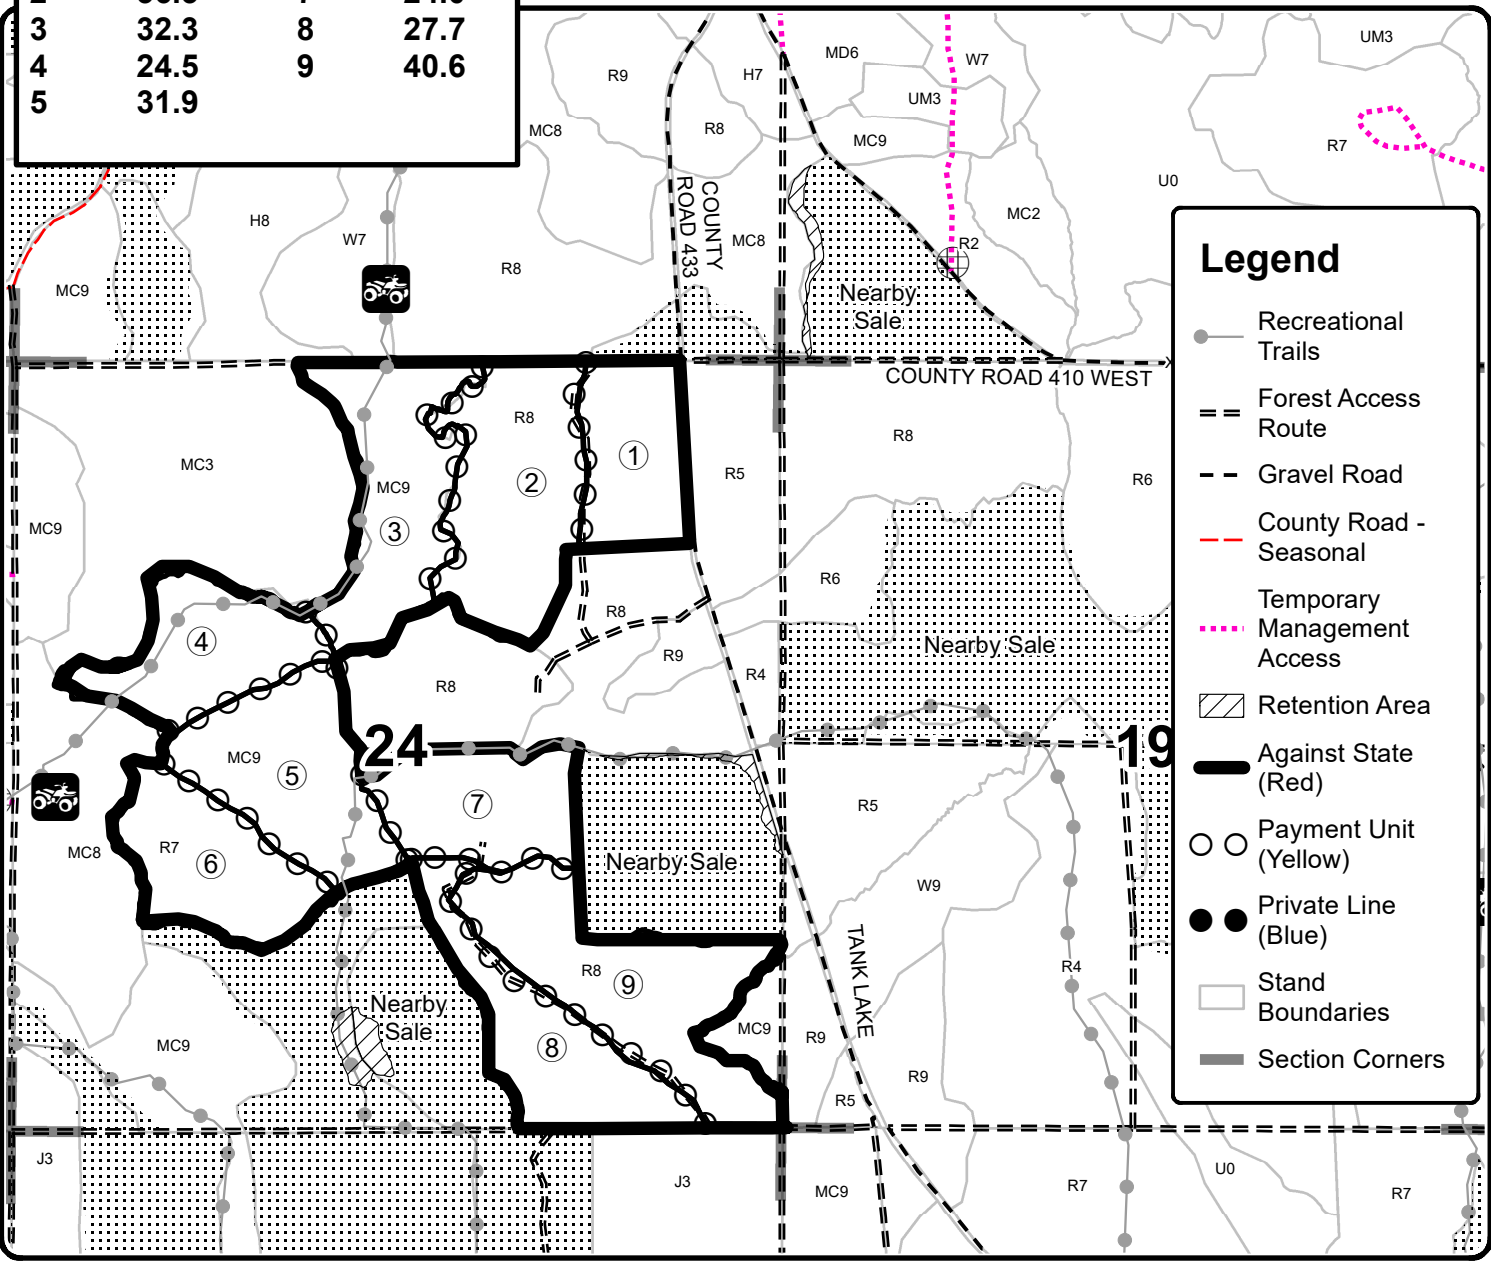 3 32.3 8 27.7
4 24.5 9 40.6
5 31.9
UM3
MD6
W7
R9
H7
UM3
MC8
R8
MC9
R7
U0
COUNTY
ROAD 433
H8
W7
MC2
MC8
R2
R8
MC9
Nearby
Sale
COUNTY ROAD 410 WEST
R8
R8
1
MC3
R5
R6
2
MC9
MC9
3
R6
R8
4
Nearby Sale
R9
R4
R8
24
19
MC9
5
7
R5
MC8
R7
6
Nearby Sale
W9
TANK LAKE
R8
9
R4
Nearby
Sale
MC9
R9
MC9
8
R9
R5
J3
J3
MC9
R7
U0
R7
Legend
Recreational
Trails
Forest Access
Route
Gravel Road
County Road -
Seasonal
Temporary
Management
Access
Retention Area
Against State
(Red)
Payment Unit
(Yellow)
Private Line
(Blue)
Stand
Boundaries
Section Corners